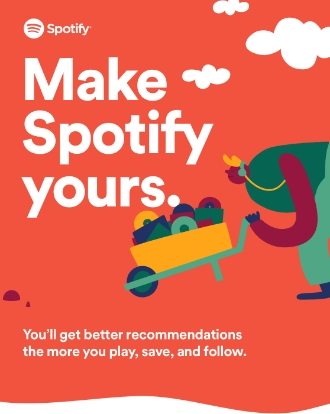 Spotify
Make
Spotify
yours.
You'll get better recommendations
the more you play, save, and follow.